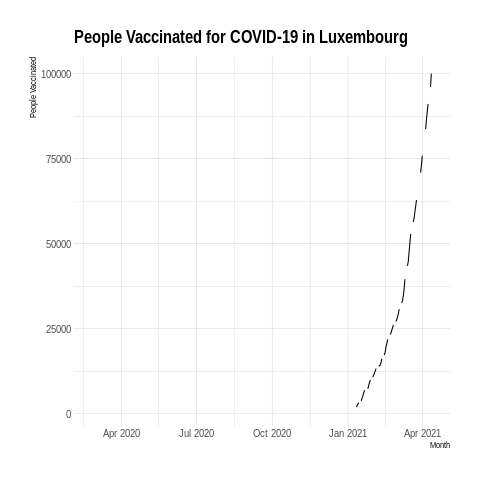 People Vaccinated for COVID-19 in Luxembourg
People Vaccinated
100000
75000
50000
25000
0
Apr 2020 Jul 2020 Oct 2020 Jan 2021 Apr 2021
Month